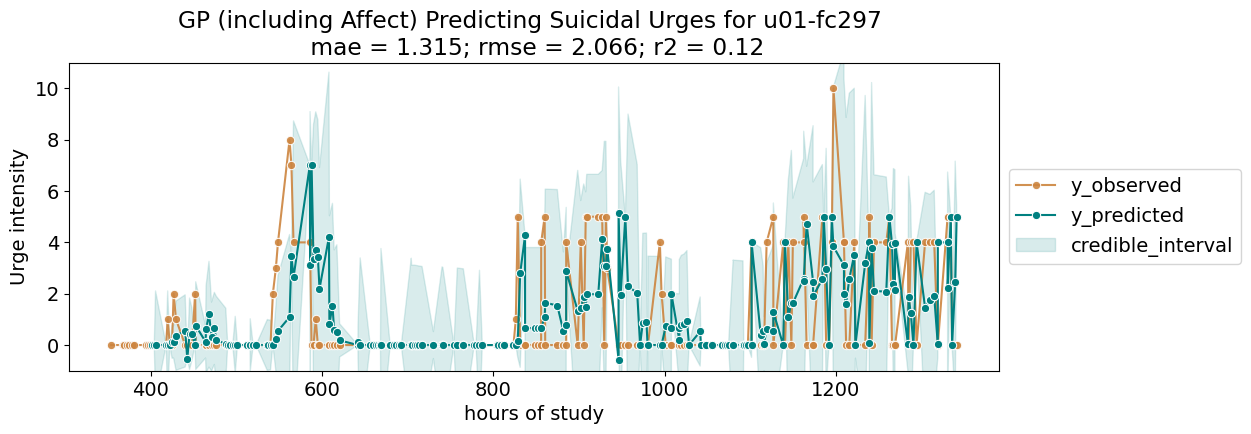 GP (including Affect) Predicting Suicidal Urges for u01-fc297
mae = 1.315; rmse = 2.066; r2 = 0.12
10
8
6
4
2
0
Urge intensity
400 600 800 1000 1200
hours of study
y_observed
y_predicted
credible_interval